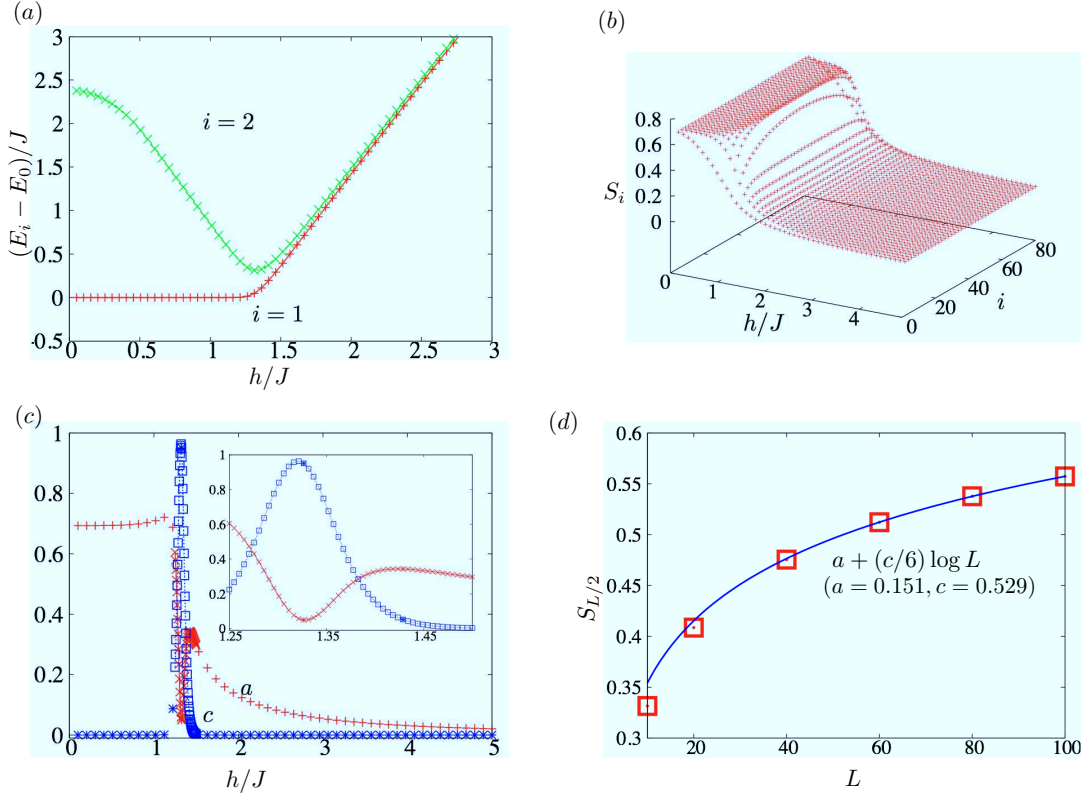 (a)
3
2.5
2
1.5
1
0.5
0
-0.5
(E_i − E_0)/J
i = 2
i = 1
0 0.5 1 1.5 2 2.5 3
h/J
(b)
0.8
0.6
0.4
0.2
0
S_i
0 1 2 3 4
h/J
0 20 40 60 80
i
(c)
1
0.8
0.6
0.4
0.2
0
1
0.8
0.6
0.4
0.2
0
1.25 1.35 1.45
a
c
0 1 2 3 4 5
h/J
(d)
0.6
0.55
0.5
0.45
0.4
0.35
0.3
S_{L/2}
a + (c/6) log L
(a = 0.151, c = 0.529)
20 40 60 80 100
L